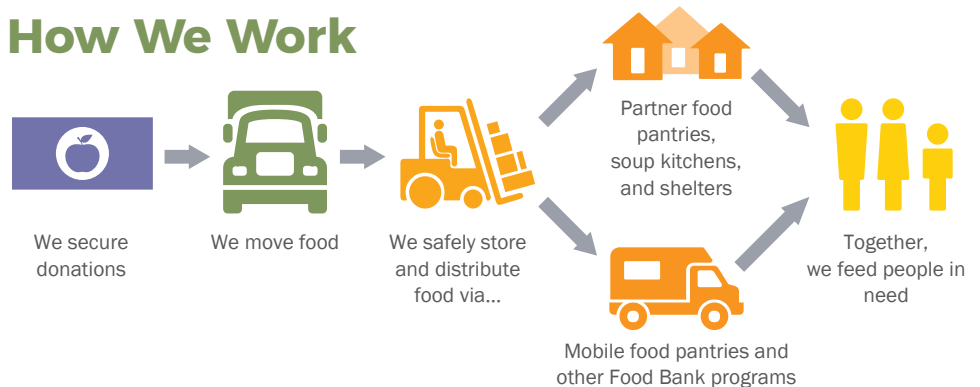 How We Work
We secure
donations
We move food
We safely store
and distribute
food via...
Partner food
pantries,
soup kitchens,
and shelters
Mobile food pantries and
other Food Bank programs
Together,
we feed people in
need